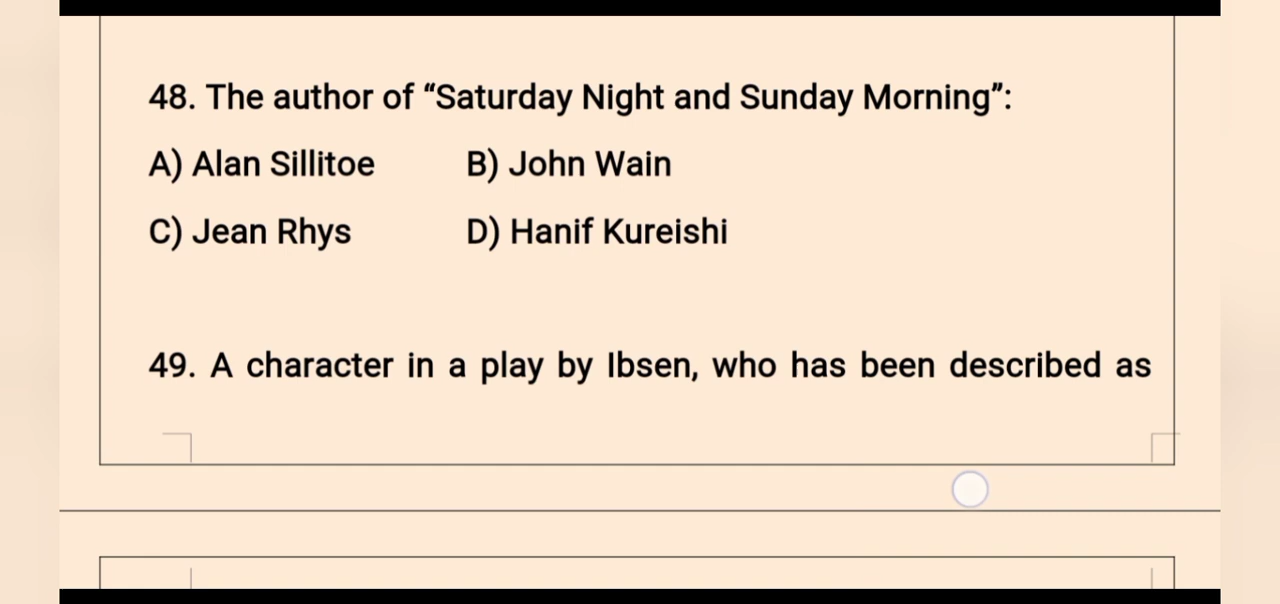 48. The author of “Saturday Night and Sunday Morning”:
A) Alan Sillitoe B) John Wain
C) Jean Rhys D) Hanif Kureishi
49. A character in a play by Ibsen, who has been described as